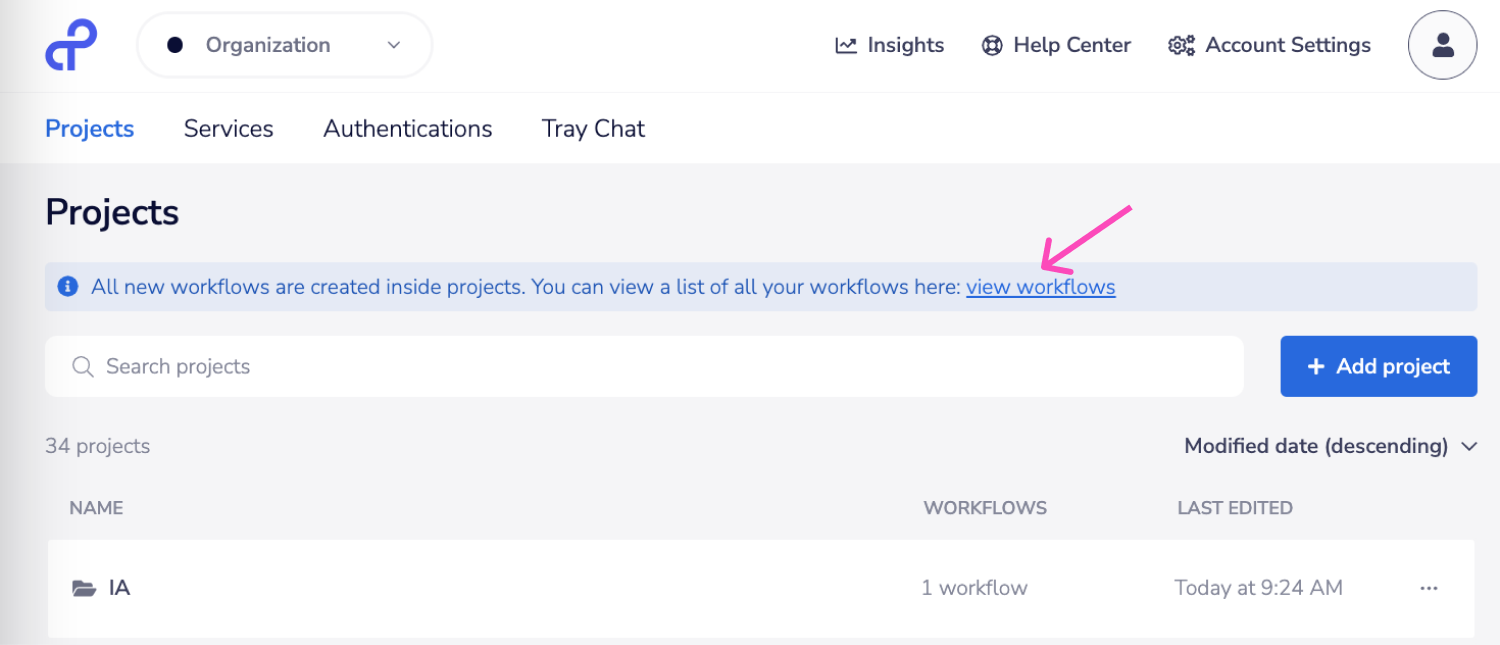 Organization
Insights
Help Center
Account Settings
Projects
Services
Authentications
Tray Chat
Projects
All new workflows are created inside projects. You can view a list of all your workflows here: view workflows
Search projects
+ Add project
34 projects
Modified date (descending)
NAME
WORKFLOWS
LAST EDITED
IA
1 workflow
Today at 9:24 AM